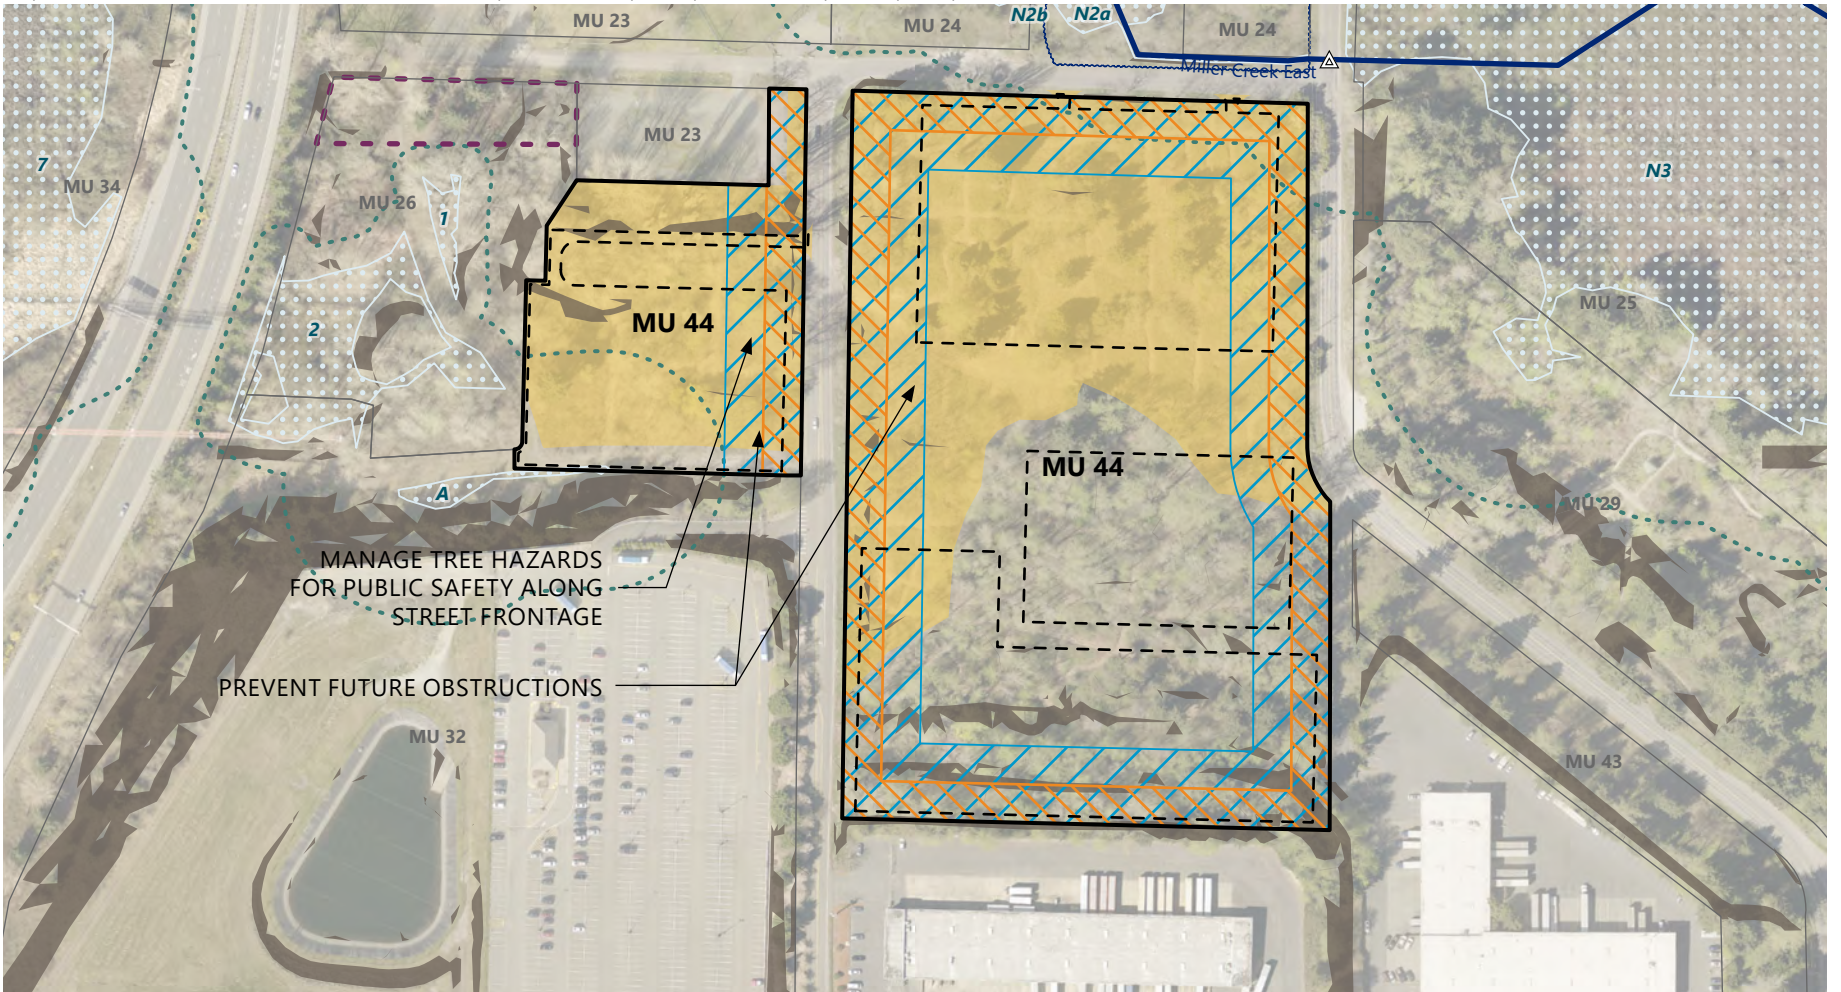 MU 23
MU 24
N2b
N2a
MU 24
Miller Creek East
MU 23
7
MU 34
MU 26
1
N3
2
MU 44
MU 25
MU 44
A
MU 29
MANAGE TREE HAZARDS
FOR PUBLIC SAFETY ALONG
STREET FRONTAGE
PREVENT FUTURE OBSTRUCTIONS
MU 32
MU 43